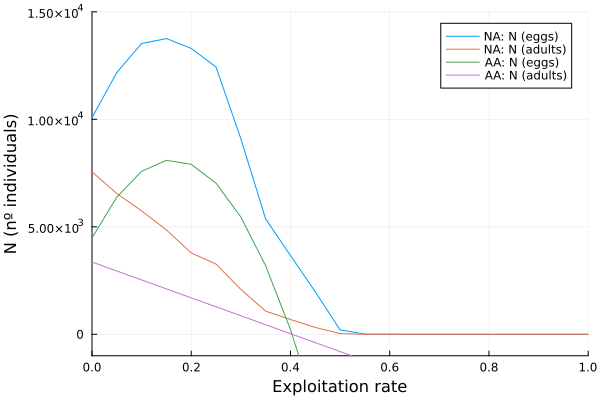 1.50×10⁴
1.00×10⁴
5.00×10³
0
N (nº individuals)
NA: N (eggs)
NA: N (adults)
AA: N (eggs)
AA: N (adults)
0.0 0.2 0.4 0.6 0.8 1.0
Exploitation rate